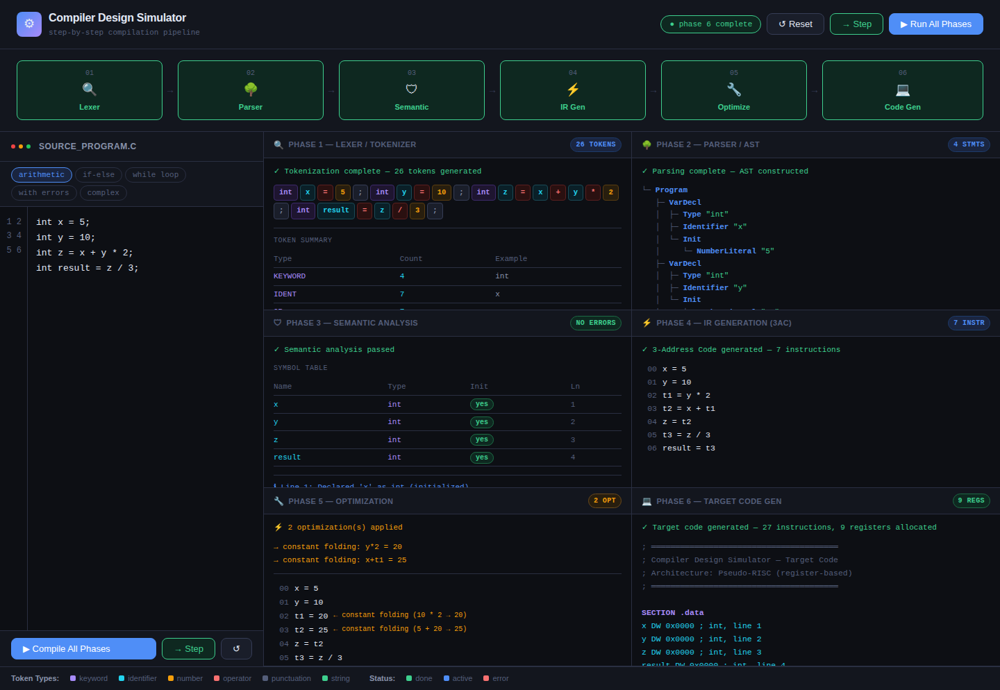 Compiler Design Simulator
step-by-step compilation pipeline
● phase 6 complete
↺ Reset
→ Step
▶ Run All Phases
01
Lexer
→
02
Parser
→
03
Semantic
→
04
IR Gen
→
05
Optimize
→
06
Code Gen
SOURCE_PROGRAM.C
arithmetic if-else while loop
with errors complex
1 2
3 4
5 6
int x = 5;
int y = 10;
int z = x + y * 2;
int result = z / 3;
▶ Compile All Phases
→ Step
↺
PHASE 1 — LEXER / TOKENIZER
26 TOKENS
✓ Tokenization complete — 26 tokens generated
int x = 5 ; int y = 10 ; int z = x + y * 2
; int result = z / 3 ;
TOKEN SUMMARY
Type Count Example
KEYWORD 4 int
IDENT 7 x
PHASE 2 — PARSER / AST
4 STMTS
✓ Parsing complete — AST constructed
└─ Program
├─ VarDecl
│ ├─ Type "int"
│ ├─ Identifier "x"
│ └─ Init
│ └─ NumberLiteral "5"
├─ VarDecl
│ ├─ Type "int"
│ ├─ Identifier "y"
│ └─ Init
PHASE 3 — SEMANTIC ANALYSIS
NO ERRORS
✓ Semantic analysis passed
SYMBOL TABLE
Name Type Init Ln
x int yes 1
y int yes 2
z int yes 3
result int yes 4
ℹ Line 1: Declared 'x' as int (initialized)
PHASE 4 — IR GENERATION (3AC)
7 INSTR
✓ 3-Address Code generated — 7 instructions
00 x = 5
01 y = 10
02 t1 = y * 2
03 t2 = x + t1
04 z = t2
05 t3 = z / 3
06 result = t3
PHASE 5 — OPTIMIZATION
2 OPT
⚡ 2 optimization(s) applied
→ constant folding: y*2 = 20
→ constant folding: x+t1 = 25
00 x = 5
01 y = 10
02 t1 = 20 ← constant folding (10 * 2 → 20)
03 t2 = 25 ← constant folding (5 + 20 → 25)
04 z = t2
05 t3 = z / 3
PHASE 6 — TARGET CODE GEN
9 REGS
✓ Target code generated — 27 instructions, 9 registers allocated
; ═══════════════════════════════════════
; Compiler Design Simulator — Target Code
; Architecture: Pseudo-RISC (register-based)
; ═══════════════════════════════════════
SECTION .data
x DW 0x0000 ; int, line 1
y DW 0x0000 ; int, line 2
z DW 0x0000 ; int, line 3
result DW 0x0000 ; int, line 4
Token Types: keyword identifier number operator punctuation string Status: done active error